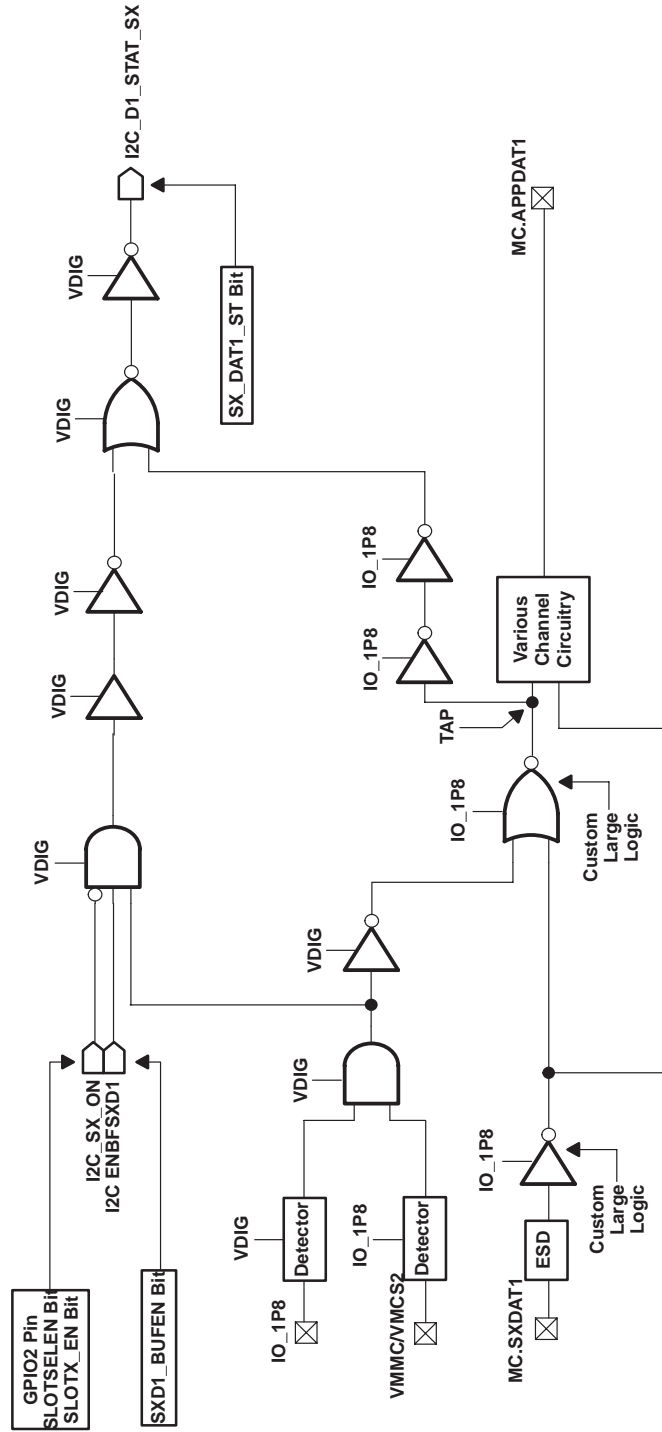 GPIO2 Pin
SLOTSELEN Bit
SLOTX_EN Bit
I2C_SX_ON
I2C ENBFSXD1
SXD1_BUFEN Bit
VDIG
VDIG
VDIG
VDIG
VDIG
I2C_D1_STAT_SX
SX_DAT1_ST Bit
IO_1P8
VDIG
Detector
VMMC/VMCS2
IO_1P8
Detector
VDIG
VDIG
IO_1P8
IO_1P8
MC.SXDAT1
ESD
IO_1P8
Custom
Large
Logic
IO_1P8
Custom
Large
Logic
TAP
Various
Channel
Circuitry
MC.APPDAT1